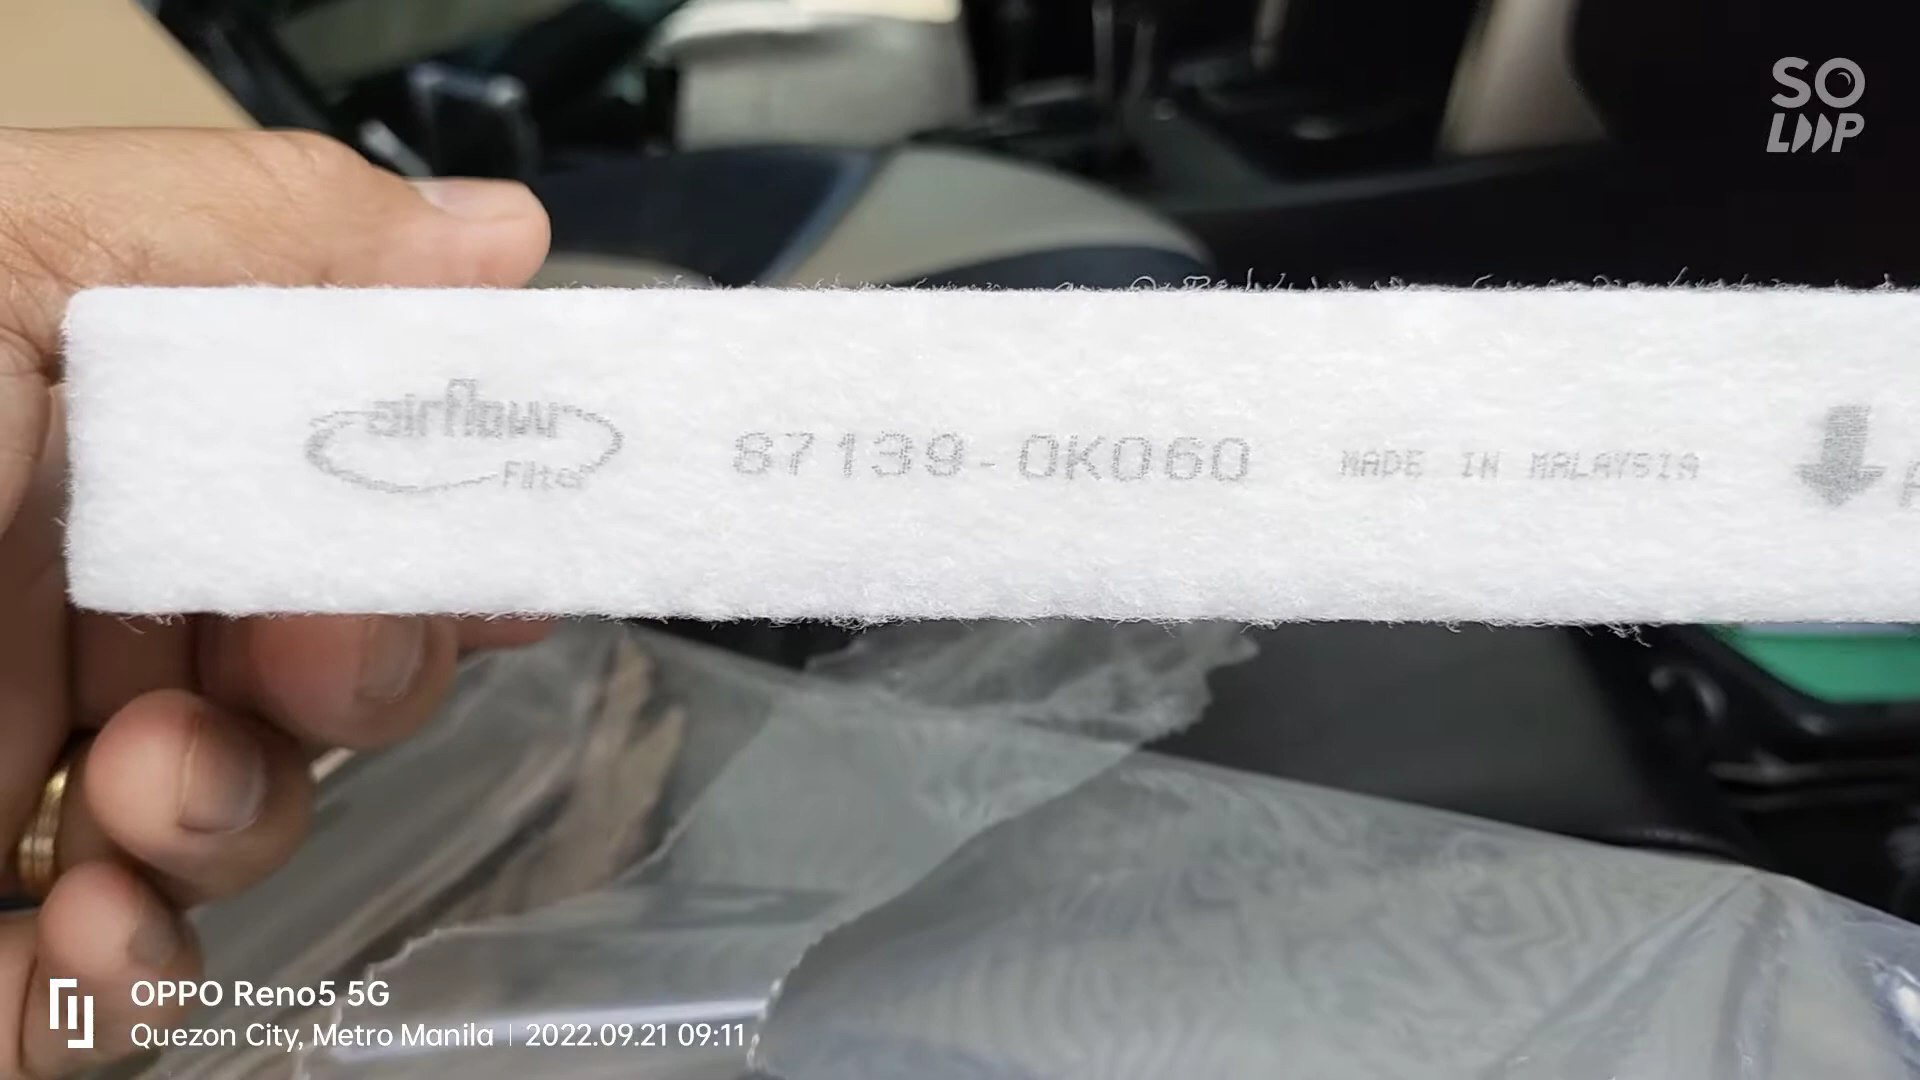 SO
LOOP
airflow
Filter
87139-0K060
MADE IN MALAYSIA
OPPO Reno5 5G
Quezon City, Metro Manila | 2022.09.21 09:11